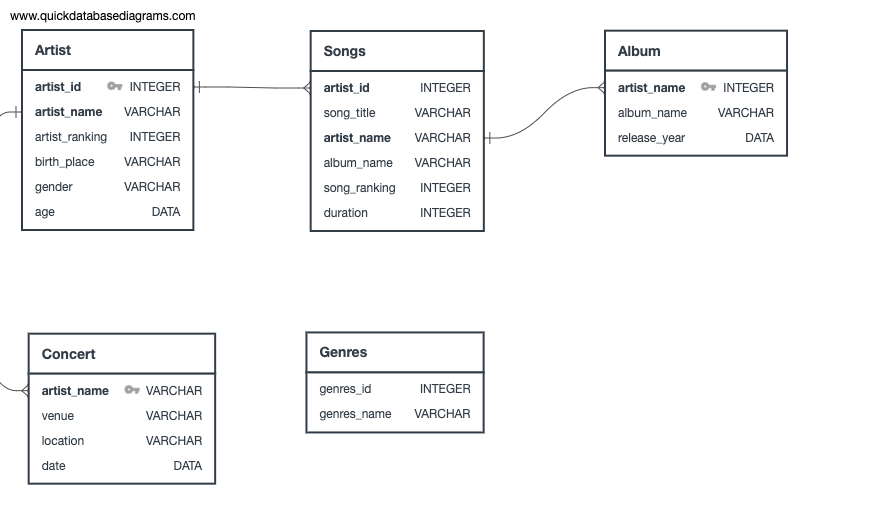 www.quickdatabasediagrams.com
Artist
artist_id INTEGER
artist_name VARCHAR
artist_ranking INTEGER
birth_place VARCHAR
gender VARCHAR
age DATA
Songs
artist_id INTEGER
song_title VARCHAR
artist_name VARCHAR
album_name VARCHAR
song_ranking INTEGER
duration INTEGER
Album
artist_name INTEGER
album_name VARCHAR
release_year DATA
Concert
artist_name VARCHAR
venue VARCHAR
location VARCHAR
date DATA
Genres
genres_id INTEGER
genres_name VARCHAR